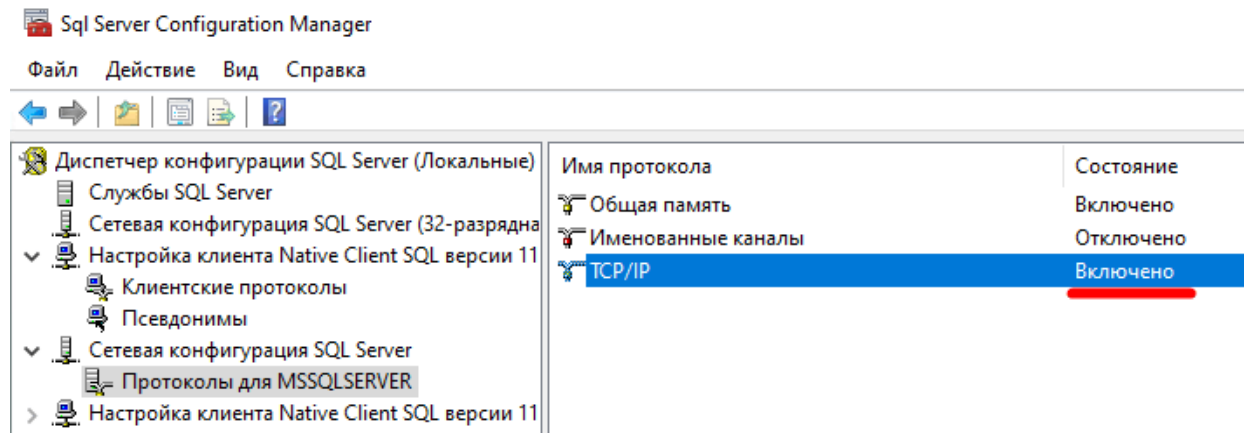 Sql Server Configuration Manager
Файл Действие Вид Справка
Диспетчер конфигурации SQL Server (Локальные)
Службы SQL Server
Сетевая конфигурация SQL Server (32-разрядна
Настройка клиента Native Client SQL версии 11
Клиентские протоколы
Псевдонимы
Сетевая конфигурация SQL Server
Протоколы для MSSQLSERVER
Настройка клиента Native Client SQL версии 11
Имя протокола Состояние
Общая память Включено
Именованные каналы Отключено
TCP/IP Включено